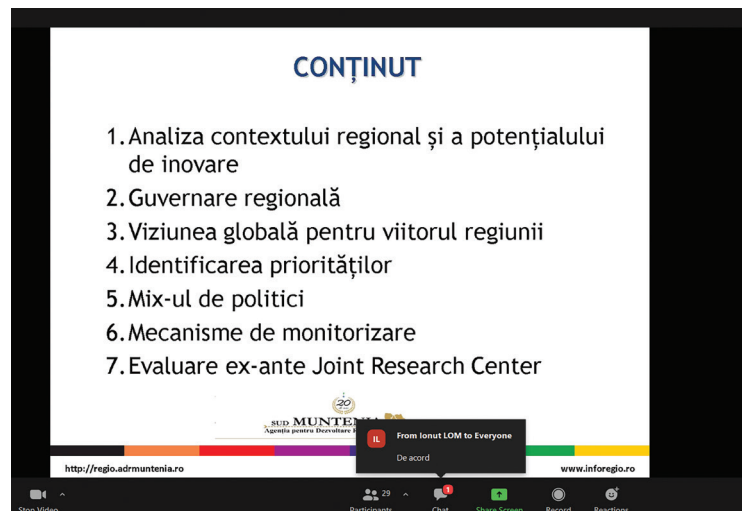 CONȚINUT
1. Analiza contextului regional și a potențialului
de inovare
2. Guvernare regională
3. Viziunea globală pentru viitorul regiunii
4. Identificarea priorităților
5. Mix-ul de politici
6. Mecanisme de monitorizare
7. Evaluare ex-ante Joint Research Center
20
SUD MUNTENIA
Agenția pentru Dezvoltare
IL
From Ionut LOM to Everyone
De acord
http://regio.adrmuntenia.ro
www.inforegio.ro
29
1
Stop Video
Participants
Chat
Share Screen
Record
Reactions